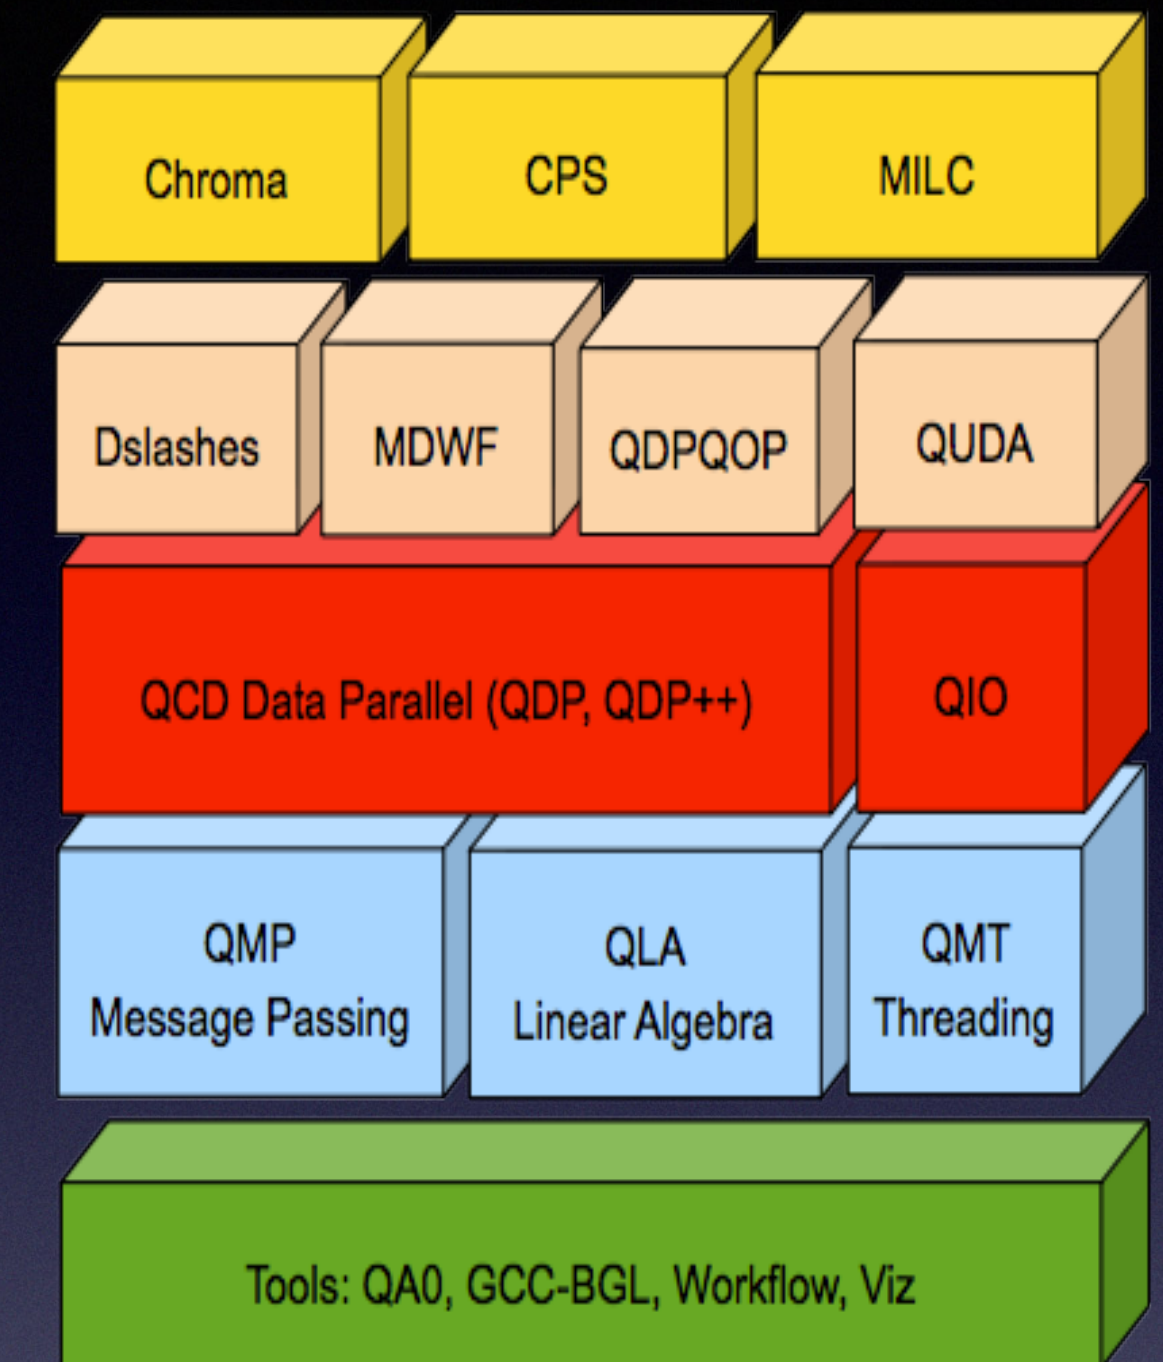 Chroma
CPS
MILC
Dslashes
MDWF
QDPQOP
QUDA
QCD Data Parallel (QDP, QDP++)
QIO
QMP
Message Passing
QLA
Linear Algebra
QMT
Threading
Tools: QA0, GCC-BGL, Workflow, Viz